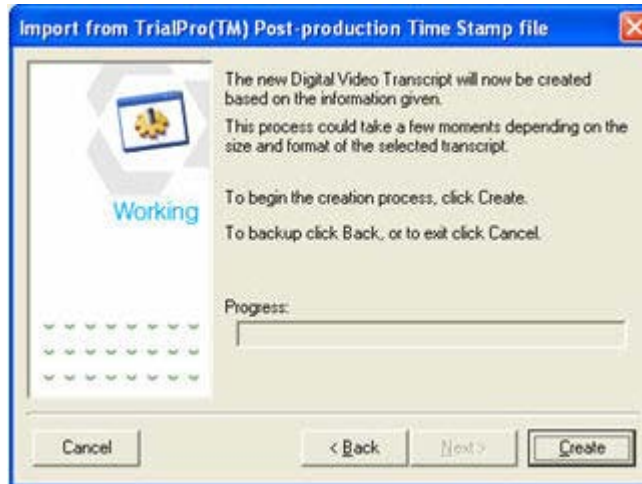 Import from TrialPro(TM) Post-production Time Stamp file
The new Digital Video Transcript will now be created
based on the information given.
This process could take a few moments depending on the
size and format of the selected transcript.
To begin the creation process, click Create.
To backup click Back, or to exit click Cancel.
Working
Progress:
Cancel
< Back
Next >
Create